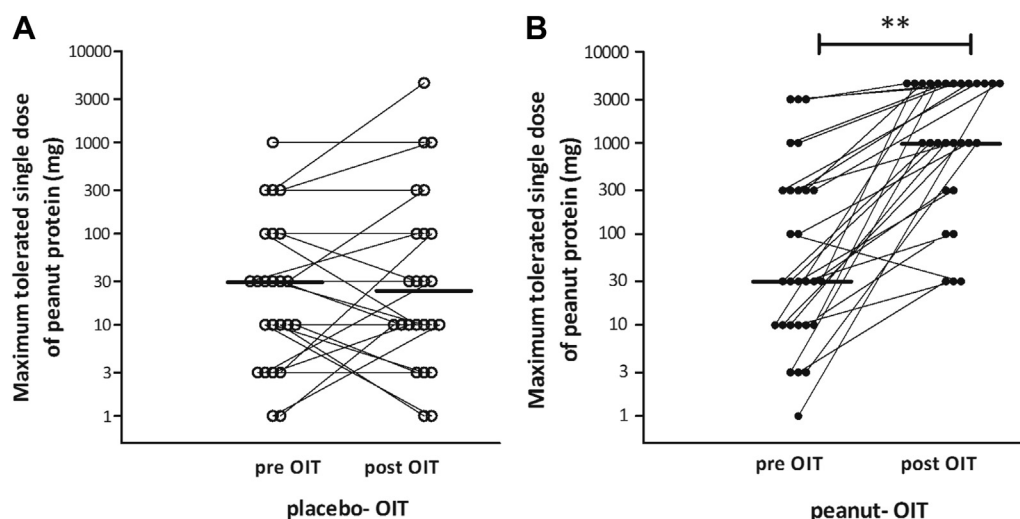 A
Maximum tolerated single dose
of peanut protein (mg)
10000
3000
1000
300
100
30
10
3
1
pre OIT
post OIT
placebo- OIT
B
**
Maximum tolerated single dose
of peanut protein (mg)
10000
3000
1000
300
100
30
10
3
1
pre OIT
post OIT
peanut- OIT